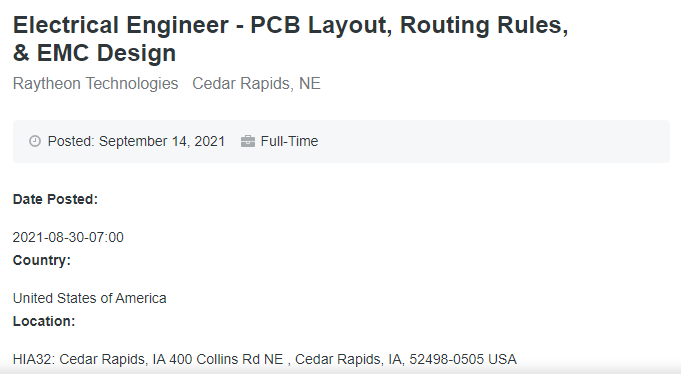 Electrical Engineer - PCB Layout, Routing Rules,
& EMC Design
Raytheon Technologies Cedar Rapids, NE
Posted: September 14, 2021 Full-Time
Date Posted:
2021-08-30-07:00
Country:
United States of America
Location:
HIA32: Cedar Rapids, IA 400 Collins Rd NE , Cedar Rapids, IA, 52498-0505 USA